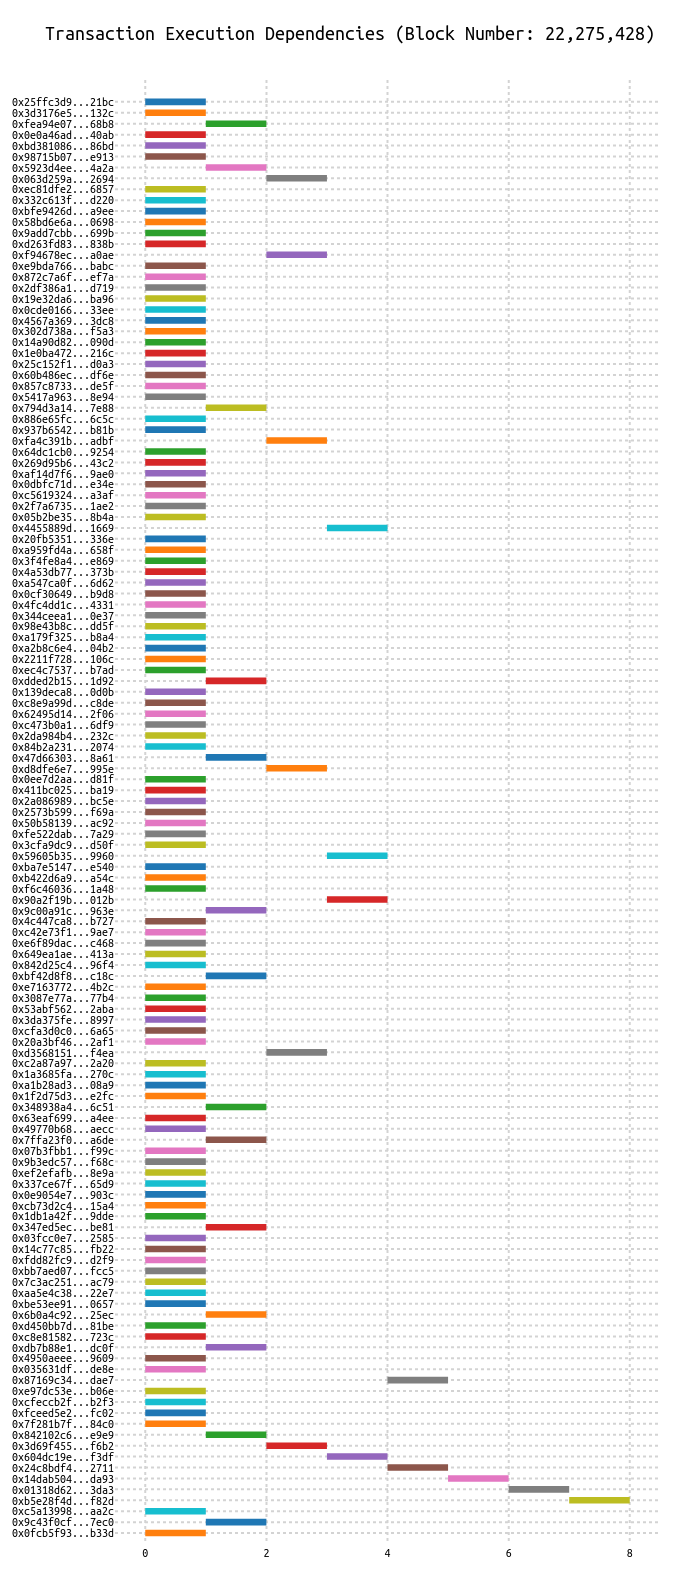 Transaction Execution Dependencies (Block Number: 22,275,428)
0x25ffc3d9...21bc
0x3d3176e5...132c
0xfea94e07...68b8
0x0e0a46ad...40ab
0xbd381086...86bd
0x98715b07...e913
0x5923d4ee...4a2a
0x063d259a...2694
0xec81dfe2...6857
0x332c613f...d220
0xbfe9426d...a9ee
0x58bd6e6a...0698
0x9add7cbb...699b
0xd263fd83...838b
0xf94678ec...a0ae
0xe9bda766...babc
0x872c7a6f...ef7a
0x2df386a1...d719
0x19e32da6...ba96
0x0cde0166...33ee
0x4567a369...3dc8
0x302d738a...f5a3
0x14a90d82...090d
0x1e0ba472...216c
0x25c152f1...d0a3
0x60b486ec...df6e
0x857c8733...de5f
0x5417a963...8e94
0x794d3a14...7e88
0x886e65fc...6c5c
0x937b6542...b81b
0xfa4c391b...adbf
0x64dc1cb0...9254
0x269d95b6...43c2
0xaf14d7f6...9ae0
0x0dbfc71d...e34e
0xc5619324...a3af
0x2f7a6735...1ae2
0x05b2be35...8b4a
0x4455889d...1669
0x20fb5351...336e
0xa959fd4a...658f
0x3f4fe8a4...e869
0x4a53db77...373b
0xa547ca0f...6d62
0x0cf30649...b9d8
0x4fc4dd1c...4331
0x344ceea1...0e37
0x98e43b8c...dd5f
0xa179f325...b8a4
0xa2b8c6e4...04b2
0x2211f728...106c
0xec4c7537...b7ad
0xdded2b15...1d92
0x139deca8...0d0b
0xc8e9a99d...c8de
0x62495d14...2f06
0xc473b0a1...6df9
0x2da984b4...232c
0x84b2a231...2074
0x47d66303...8a61
0xd8dfe6e7...995e
0x0ee7d2aa...d81f
0x411bc025...ba19
0x2a086989...bc5e
0x2573b599...f69a
0x50b58139...ac92
0xfe522dab...7a29
0x3cfa9dc9...d50f
0x59605b35...9960
0xba7e5147...e540
0xb422d6a9...a54c
0xf6c46036...1a48
0x90a2f19b...012b
0x9c00a91c...963e
0x4c447ca8...b727
0xc42e73f1...9ae7
0xe6f89dac...c468
0x649ea1ae...413a
0x842d25c4...96f4
0xbf42d8f8...c18c
0xe7163772...4b2c
0x3087e77a...77b4
0x53abf562...2aba
0x3da375fe...8997
0xcfa3d0c0...6a65
0x20a3bf46...2af1
0xd3568151...f4ea
0xc2a87a97...2a20
0x1a3685fa...270c
0xa1b28ad3...08a9
0x1f2d75d3...e2fc
0x348938a4...6c51
0x63eaf699...a4ee
0x49770b68...aecc
0x7ffa23f0...a6de
0x07b3fbb1...f99c
0x9b3edc57...f68c
0xef2efafb...8e9a
0x337ce67f...65d9
0x0e9054e7...903c
0xcb73d2c4...15a4
0x1db1a42f...9dde
0x347ed5ec...be81
0x03fcc0e7...2585
0x14c77c85...fb22
0xfdd82fc9...d2f9
0xbb7aed07...fcc5
0x7c3ac251...ac79
0xaa5e4c38...22e7
0xbe53ee91...0657
0x6b0a4c92...25ec
0xd450bb7d...81be
0xc8e81582...723c
0xdb7b88e1...dc0f
0x4950aeee...9609
0x035631df...de8e
0x87169c34...dae7
0xe97dc53e...b06e
0xcfeccb2f...b2f3
0xfceed5e2...fc02
0x7f281b7f...84c0
0x842102c6...e9e9
0x3d69f455...f6b2
0x604dc19e...f3df
0x24c8bdf4...2711
0x14dab504...da93
0x01318d62...3da3
0xb5e28f4d...f82d
0xc5a13998...aa2c
0x9c43f0cf...7ec0
0x0fcb5f93...b33d
0 2 4 6 8